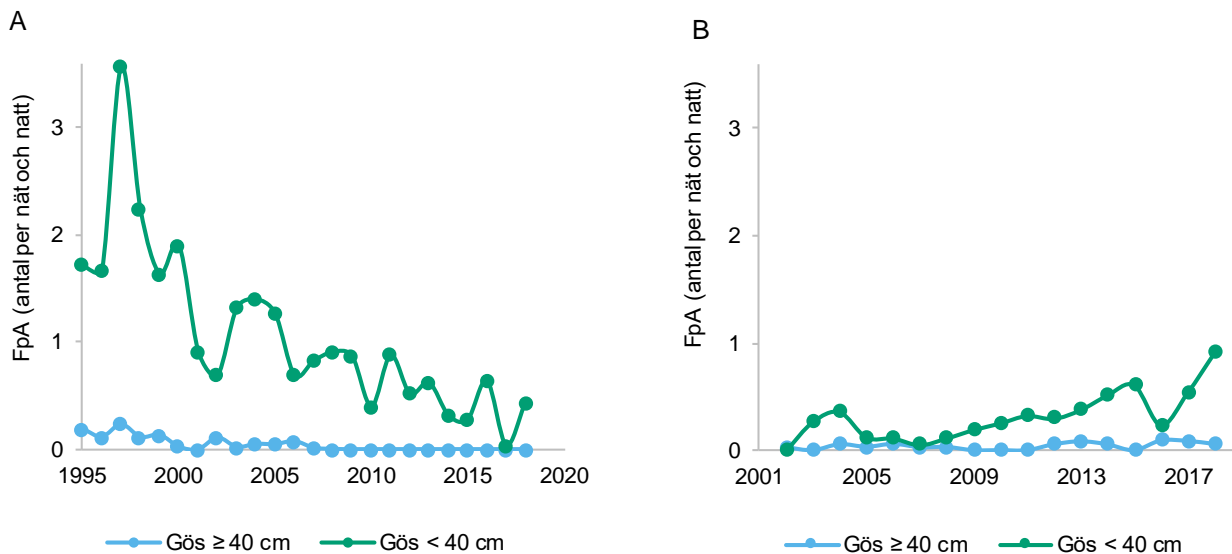 A
FpA (antal per nät och natt)
3
2
1
0
1995 2000 2005 2010 2015 2020
Gös ≥ 40 cm Gös < 40 cm
B
FpA (antal per nät och natt)
3
2
1
0
2001 2005 2009 2013 2017
Gös ≥ 40 cm Gös < 40 cm